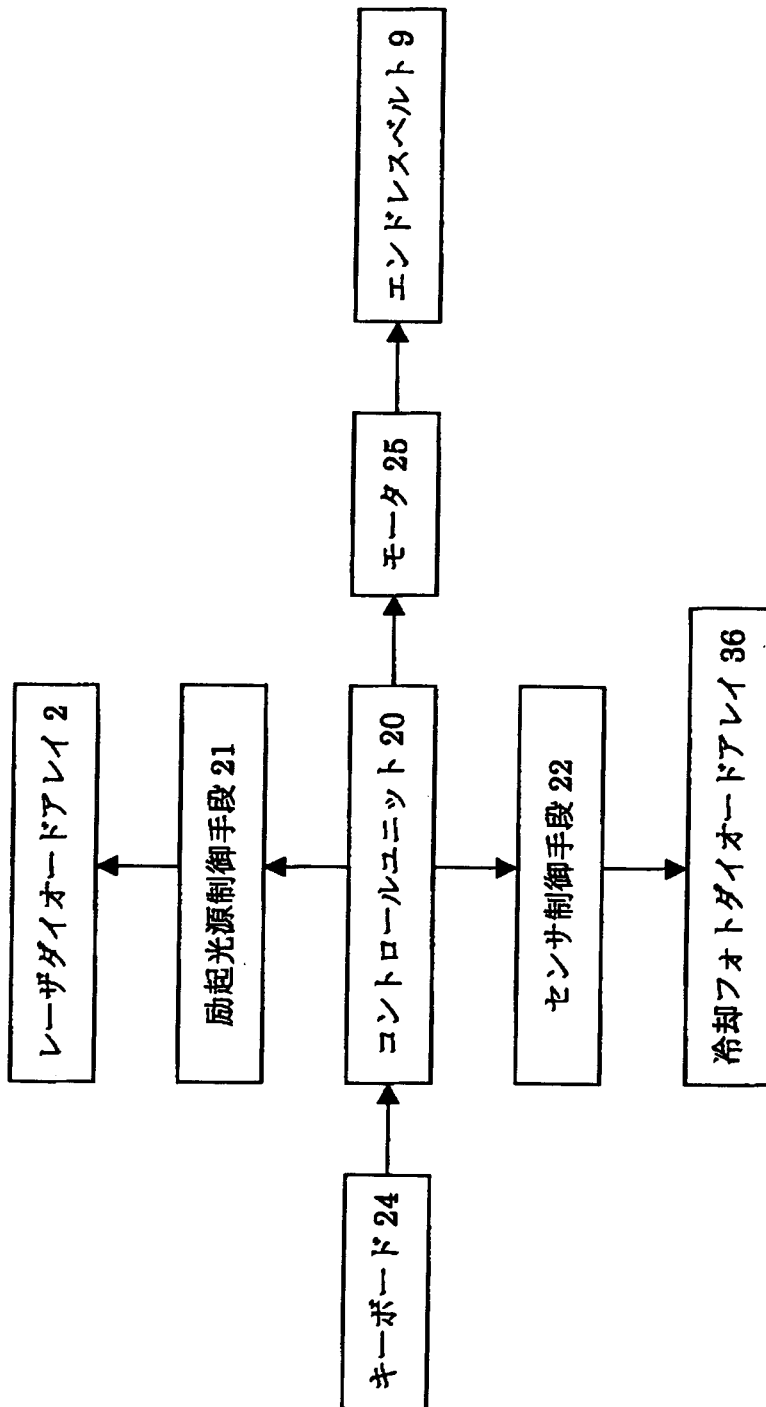 レーザダイオードアレイ 2
励起光源制御手段 21
キーボード 24
コントロールユニット 20
モータ 25
エンドレスベルト 9
センサ制御手段 22
冷却フォトダイオードアレイ 36